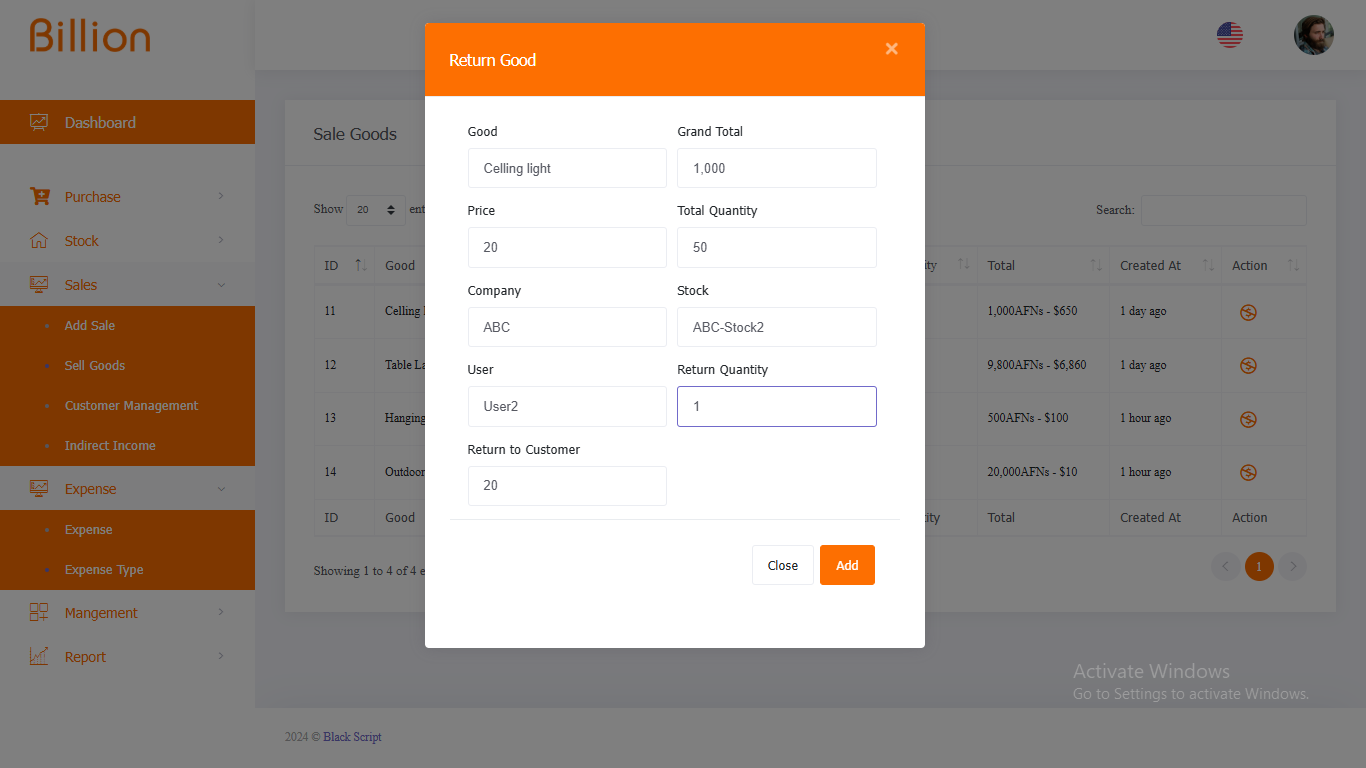 Billion
Dashboard
Purchase
Stock
Sales
Add Sale
Sell Goods
Customer Management
Indirect Income
Expense
Expense
Expense Type
Mangement
Report
Sale Goods
Show 20
Search:
ID Good Total Created At Action
11 Celling 1,000AFNs - $650 1 day ago
12 Table 9,800AFNs - $6,860 1 day ago
13 Hanging 500AFNs - $100 1 hour ago
14 Outdoor 20,000AFNs - $10 1 hour ago
ID Good Total Created At Action
Showing 1 to 4 of 4
1
Return Good
×
Good Grand Total
Celling light 1,000
Price Total Quantity
20 50
Company Stock
ABC ABC-Stock2
User Return Quantity
User2 1
Return to Customer
20
Close Add
Activate Windows
Go to Settings to activate Windows.
2024 © Black Script